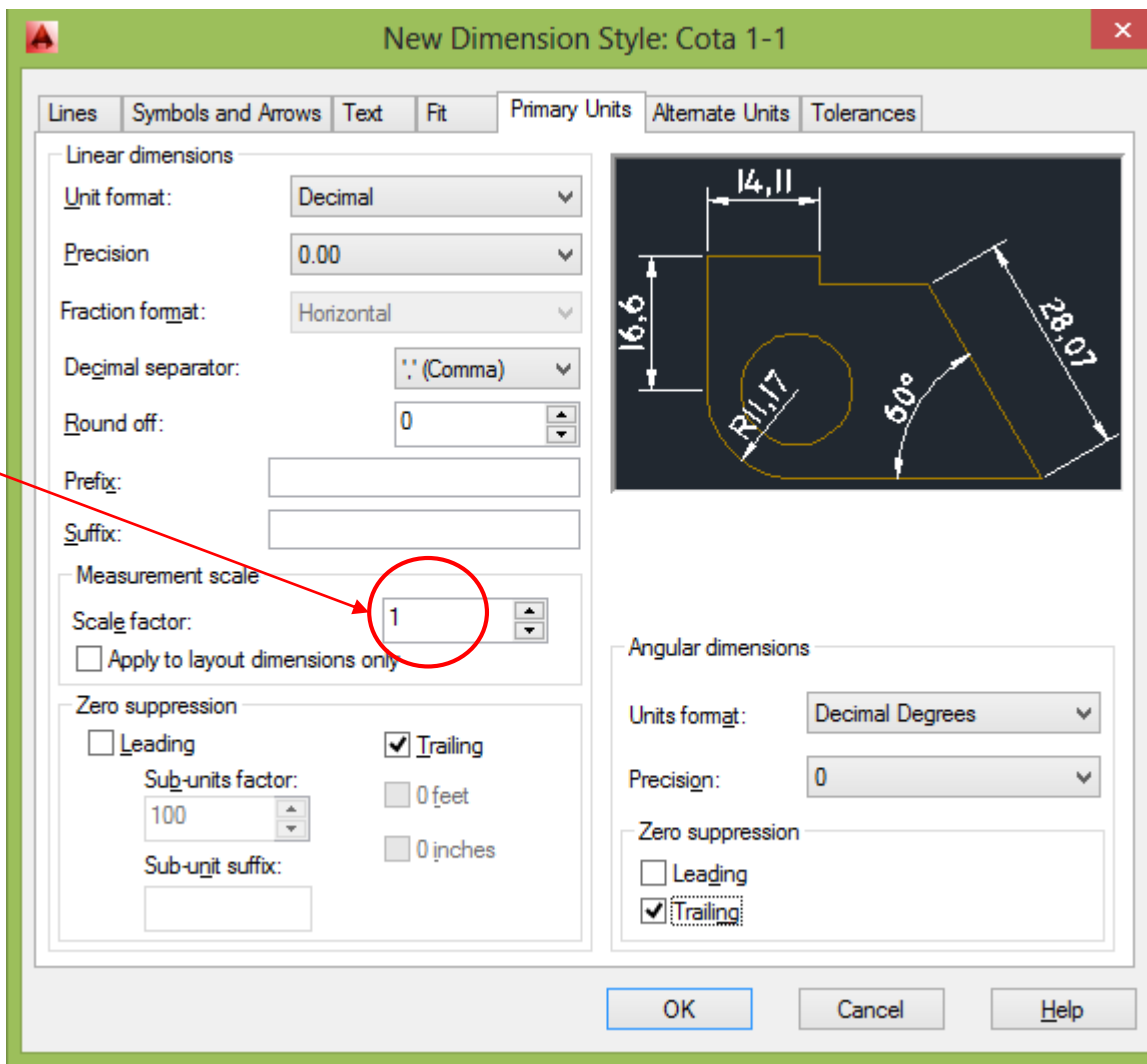 New Dimension Style: Cota 1-1
Lines Symbols and Arrows Text Fit Primary Units Alternate Units Tolerances
Linear dimensions
Unit format: Decimal
Precision 0.00
Fraction format: Horizontal
Decimal separator: ',' (Comma)
Round off: 0
Prefix:
Suffix:
Measurement scale
Scale factor: 1
Apply to layout dimensions only
Zero suppression
Leading Trailing
Sub-units factor:
100
0 feet
0 inches
Sub-unit suffix:
14,11
16,6
R11,17
60°
28,07
Angular dimensions
Units format: Decimal Degrees
Precision: 0
Zero suppression
Leading
Trailing
OK Cancel Help